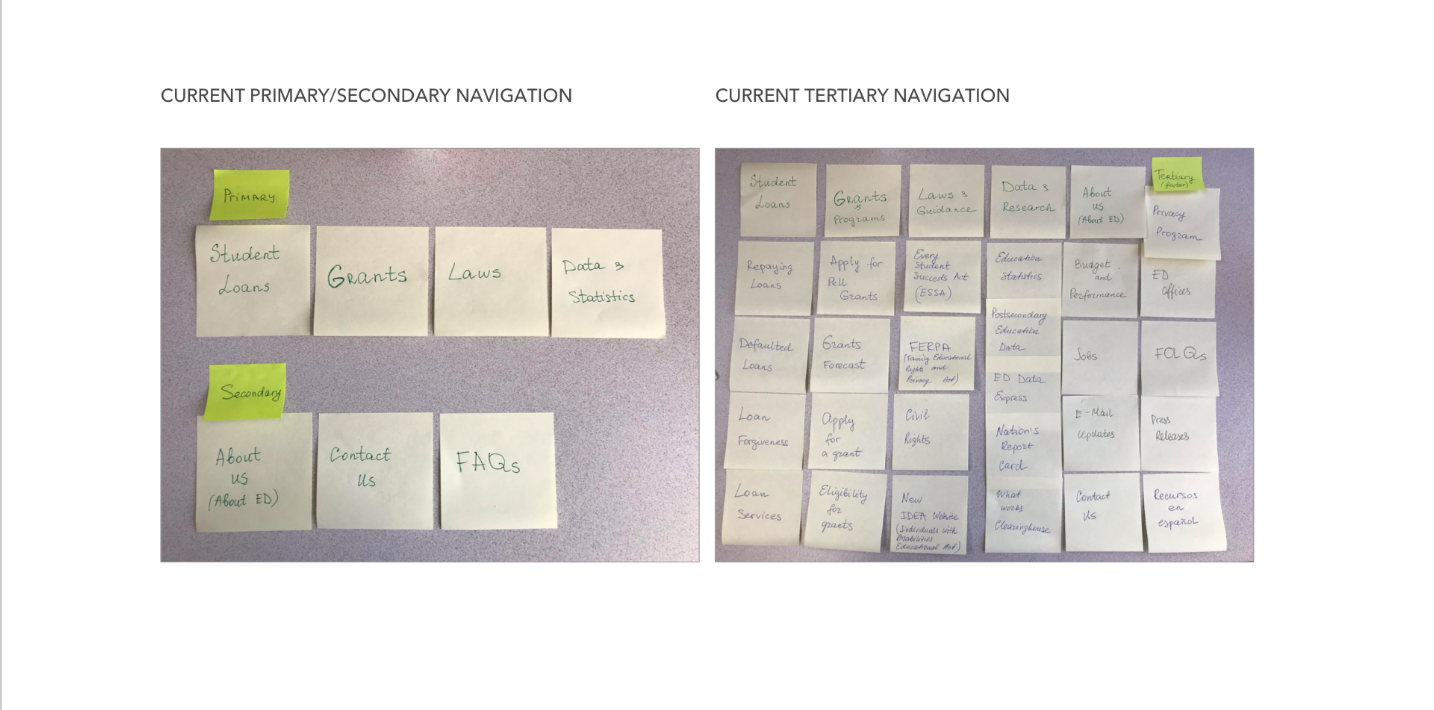 CURRENT PRIMARY/SECONDARY NAVIGATION
PRIMARY
Student
Loans
Grants
Laws
Data &
Statistics
Secondary
About
us
(About ED)
Contact
Us
FAQs
CURRENT TERTIARY NAVIGATION
Student
Loans
Grants
&
Programs
Laws &
Guidance
Data &
Research
About
us
(About ED)
Tertiary
(footer)
Privacy
Program
Repaying
Loans
Apply for
Pell
Grants
Every
Student
Succeeds Act
(ESSA)
Education
Statistics
Budget
and
Performance
ED
Offices
Defaulted
Loans
Grants
Forecast
FERPA
(Family Educational
Rights and
Privacy Act)
Postsecondary
Education
Data
Jobs
FAQs
ED Data
Express
Loan
Forgiveness
Apply
for
a grant
Civil
Rights
Nation's
Report
Card
E-Mail
Updates
Press
Releases
Loan
Services
Eligibility
for
grants
New
IDEA Website
(Individuals with
Disabilities
Educational Act)
What
works
Clearinghouse
Contact
Us
Recursos
en
español